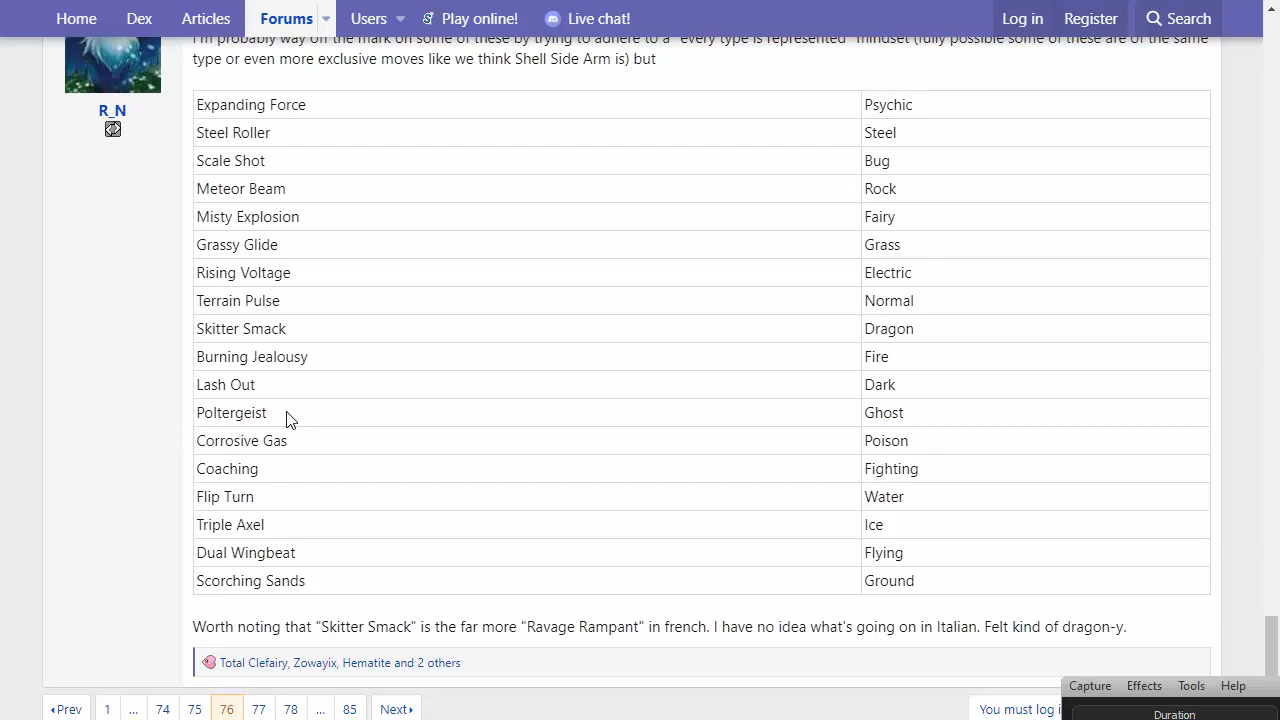 Home Dex Articles Forums Users Play online! Live chat! Log in Register Search
I'm probably way off the mark on some of these by trying to adhere to a "every type is represented" mindset (fully possible some of these are of the same
type or even more exclusive moves like we think Shell Side Arm is) but
R_N
Expanding Force Psychic
Steel Roller Steel
Scale Shot Bug
Meteor Beam Rock
Misty Explosion Fairy
Grassy Glide Grass
Rising Voltage Electric
Terrain Pulse Normal
Skitter Smack Dragon
Burning Jealousy Fire
Lash Out Dark
Poltergeist Ghost
Corrosive Gas Poison
Coaching Fighting
Flip Turn Water
Triple Axel Ice
Dual Wingbeat Flying
Scorching Sands Ground
Worth noting that "Skitter Smack" is the far more "Ravage Rampant" in french. I have no idea what's going on in Italian. Felt kind of dragon-y.
Total Clefairy, Zowayix, Hematite and 2 others
Prev 1 ... 74 75 76 77 78 ... 85 Next
You must log i
Capture Effects Tools Help
Duration